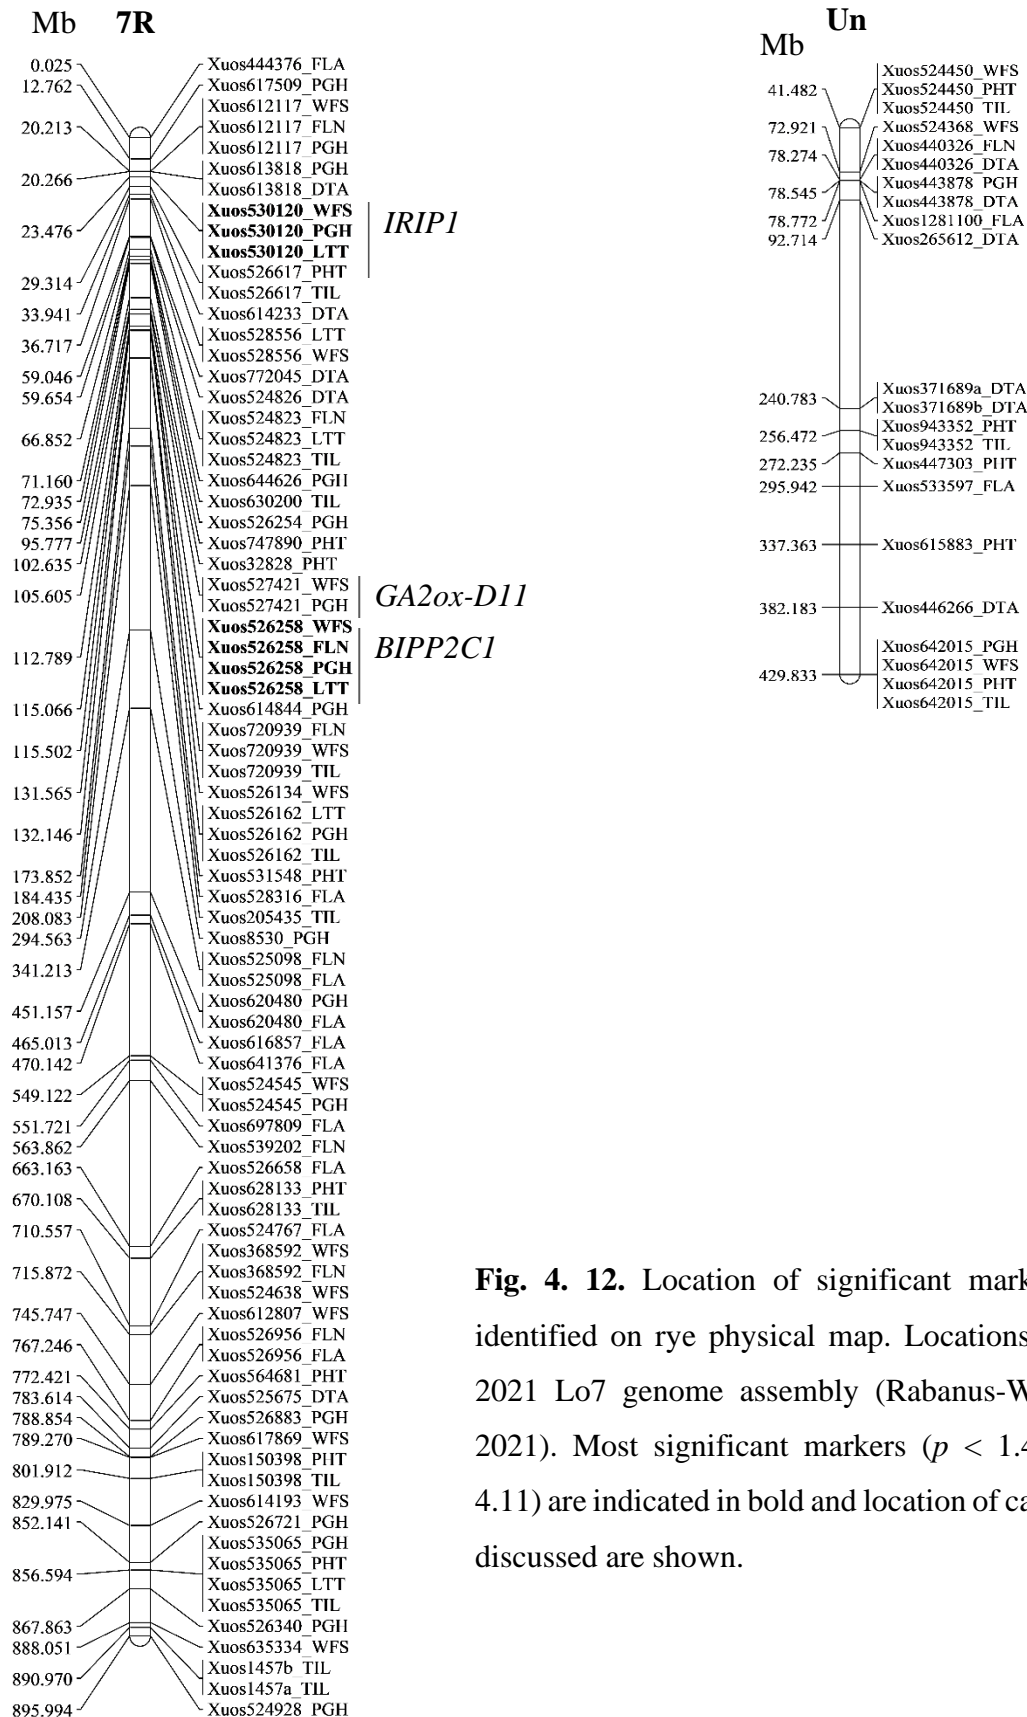 Mb 7R
0.025
12.762
20.213
20.266
23.476
29.314
33.941
36.717
59.046
59.654
66.852
71.160
72.935
75.356
95.777
102.635
105.605
112.789
115.066
115.502
131.565
132.146
173.852
184.435
208.083
294.563
341.213
451.157
465.013
470.142
549.122
551.721
563.862
663.163
670.108
710.557
715.872
745.747
767.246
772.421
783.614
788.854
789.270
801.912
829.975
852.141
856.594
867.863
888.051
890.970
895.994
Xuos444376_FLA
Xuos617509_PGH
Xuos612117_WFS
Xuos612117_FLN
Xuos612117_PGH
Xuos613818_PGH
Xuos613818_DTA
Xuos530120_WFS
Xuos530120_PGH
Xuos530120_LTT
Xuos526617_PHT
Xuos526617_TIL
Xuos614233_DTA
Xuos528556_LTT
Xuos528556_WFS
Xuos772045_DTA
Xuos524826_DTA
Xuos524823_FLN
Xuos524823_LTT
Xuos524823_TIL
Xuos644626_PGH
Xuos630200_TIL
Xuos526254_PGH
Xuos747890_PHT
Xuos32828_PHT
Xuos527421_WFS
Xuos527421_PGH
Xuos526258_WFS
Xuos526258_FLN
Xuos526258_PGH
Xuos526258_LTT
Xuos614844_PGH
Xuos720939_FLN
Xuos720939_WFS
Xuos720939_TIL
Xuos526134_WFS
Xuos526162_LTT
Xuos526162_PGH
Xuos526162_TIL
Xuos531548_PHT
Xuos528316_FLA
Xuos205435_TIL
Xuos8530_PGH
Xuos525098_FLN
Xuos525098_FLA
Xuos620480_PGH
Xuos620480_FLA
Xuos616857_FLA
Xuos641376_FLA
Xuos524545_WFS
Xuos524545_PGH
Xuos697809_FLA
Xuos539202_FLN
Xuos526658_FLA
Xuos628133_PHT
Xuos628133_TIL
Xuos524767_FLA
Xuos368592_WFS
Xuos368592_FLN
Xuos524638_WFS
Xuos612807_WFS
Xuos526956_FLN
Xuos526956_FLA
Xuos564681_PHT
Xuos525675_DTA
Xuos526883_PGH
Xuos617869_WFS
Xuos150398_PHT
Xuos150398_TIL
Xuos614193_WFS
Xuos526721_PGH
Xuos535065_PGH
Xuos535065_PHT
Xuos535065_LTT
Xuos535065_TIL
Xuos526340_PGH
Xuos635334_WFS
Xuos1457b_TIL
Xuos1457a_TIL
Xuos524928_PGH
IRIP1
GA2ox-D11
BIPP2C1
Un
Mb
41.482
72.921
78.274
78.545
78.772
92.714
240.783
256.472
272.235
295.942
337.363
382.183
429.833
Xuos524450_WFS
Xuos524450_PHT
Xuos524450_TIL
Xuos524368_WFS
Xuos440326_FLN
Xuos440326_DTA
Xuos443878_PGH
Xuos443878_DTA
Xuos1281100_FLA
Xuos265612_DTA
Xuos371689a_DTA
Xuos371689b_DTA
Xuos943352_PHT
Xuos943352_TIL
Xuos447303_PHT
Xuos533597_FLA
Xuos615883_PHT
Xuos446266_DTA
Xuos642015_PGH
Xuos642015_WFS
Xuos642015_PHT
Xuos642015_TIL
Fig. 4. 12. Location of significant mark
identified on rye physical map. Locations
2021 Lo7 genome assembly (Rabanus-W
2021). Most significant markers (p < 1.4
4.11) are indicated in bold and location of ca
discussed are shown.